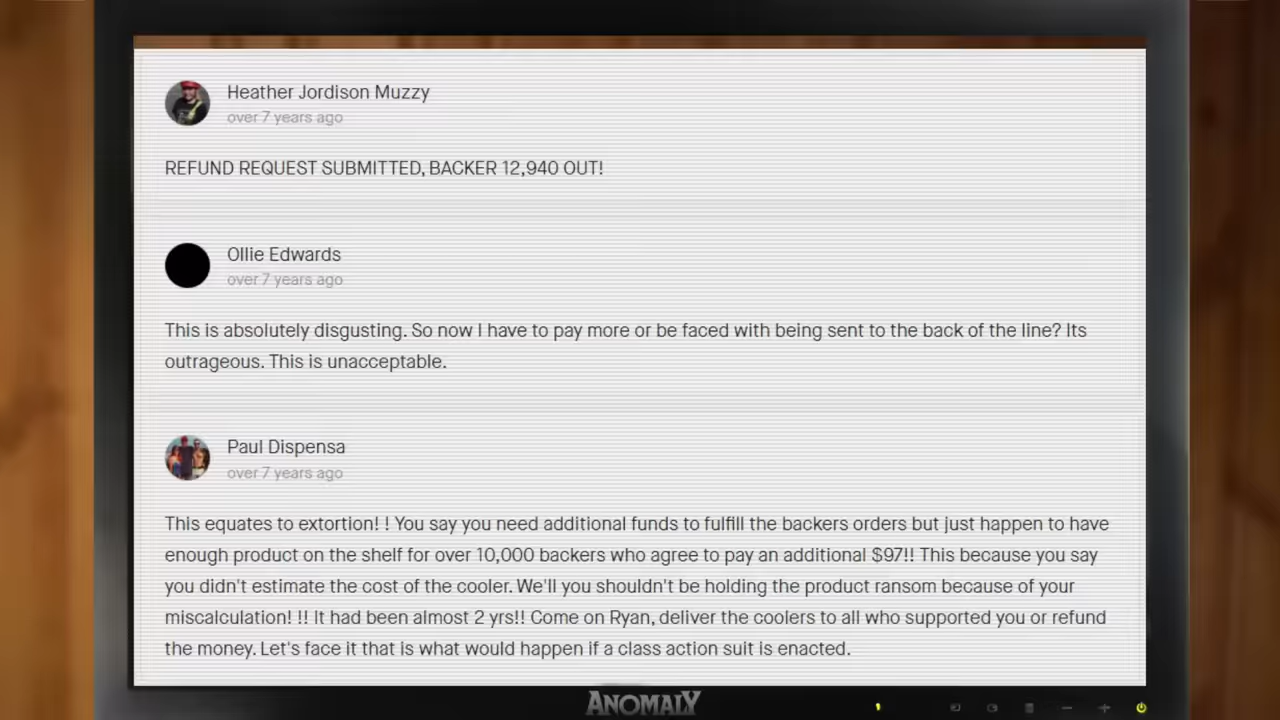 Heather Jordison Muzzy
over 7 years ago
REFUND REQUEST SUBMITTED, BACKER 12,940 OUT!
Ollie Edwards
over 7 years ago
This is absolutely disgusting. So now I have to pay more or be faced with being sent to the back of the line? Its
outrageous. This is unacceptable.
Paul Dispensa
over 7 years ago
This equates to extortion! ! You say you need additional funds to fulfill the backers orders but just happen to have
enough product on the shelf for over 10,000 backers who agree to pay an additional $97!! This because you say
you didn't estimate the cost of the cooler. We'll you shouldn't be holding the product ransom because of your
miscalculation! !! It had been almost 2 yrs!! Come on Ryan, deliver the coolers to all who supported you or refund
the money. Let's face it that is what would happen if a class action suit is enacted.
ANOMALY